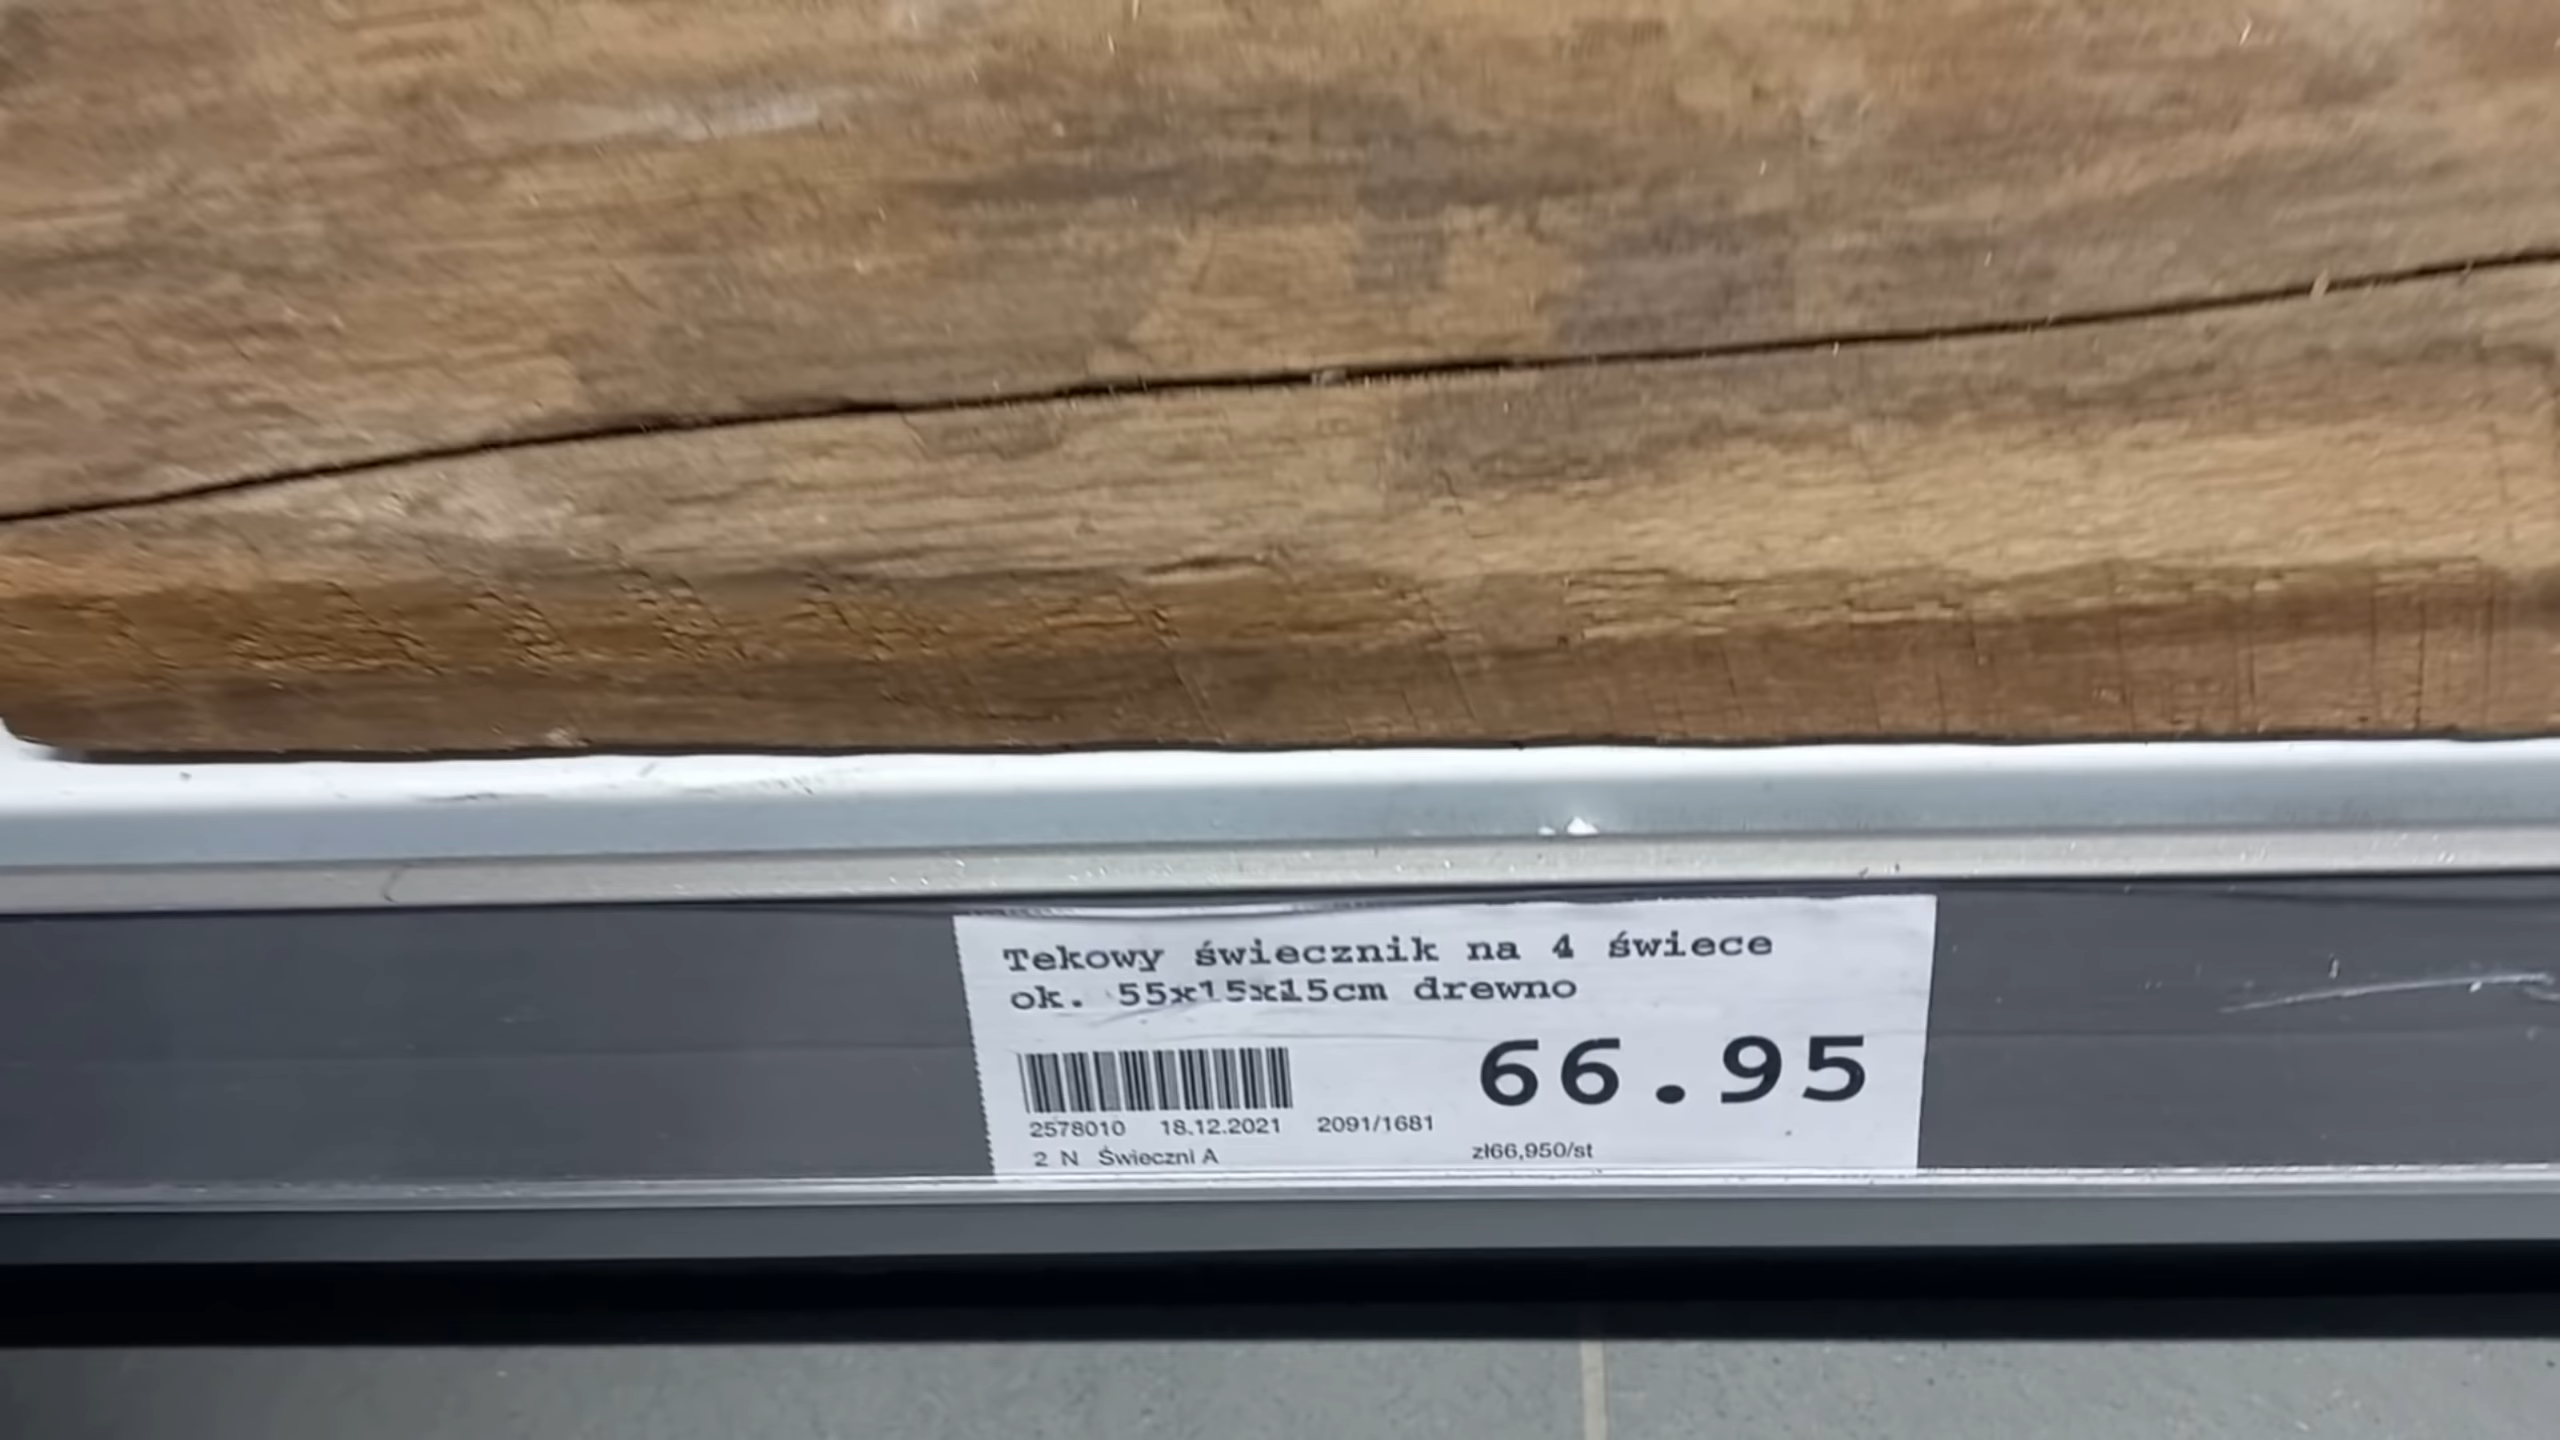 Tekowy świecznik na 4 świece
ok. 55x15x15cm drewno
66.95
2578010 18.12.2021 2091/1681
2 N Świeczni A zł66,950/st